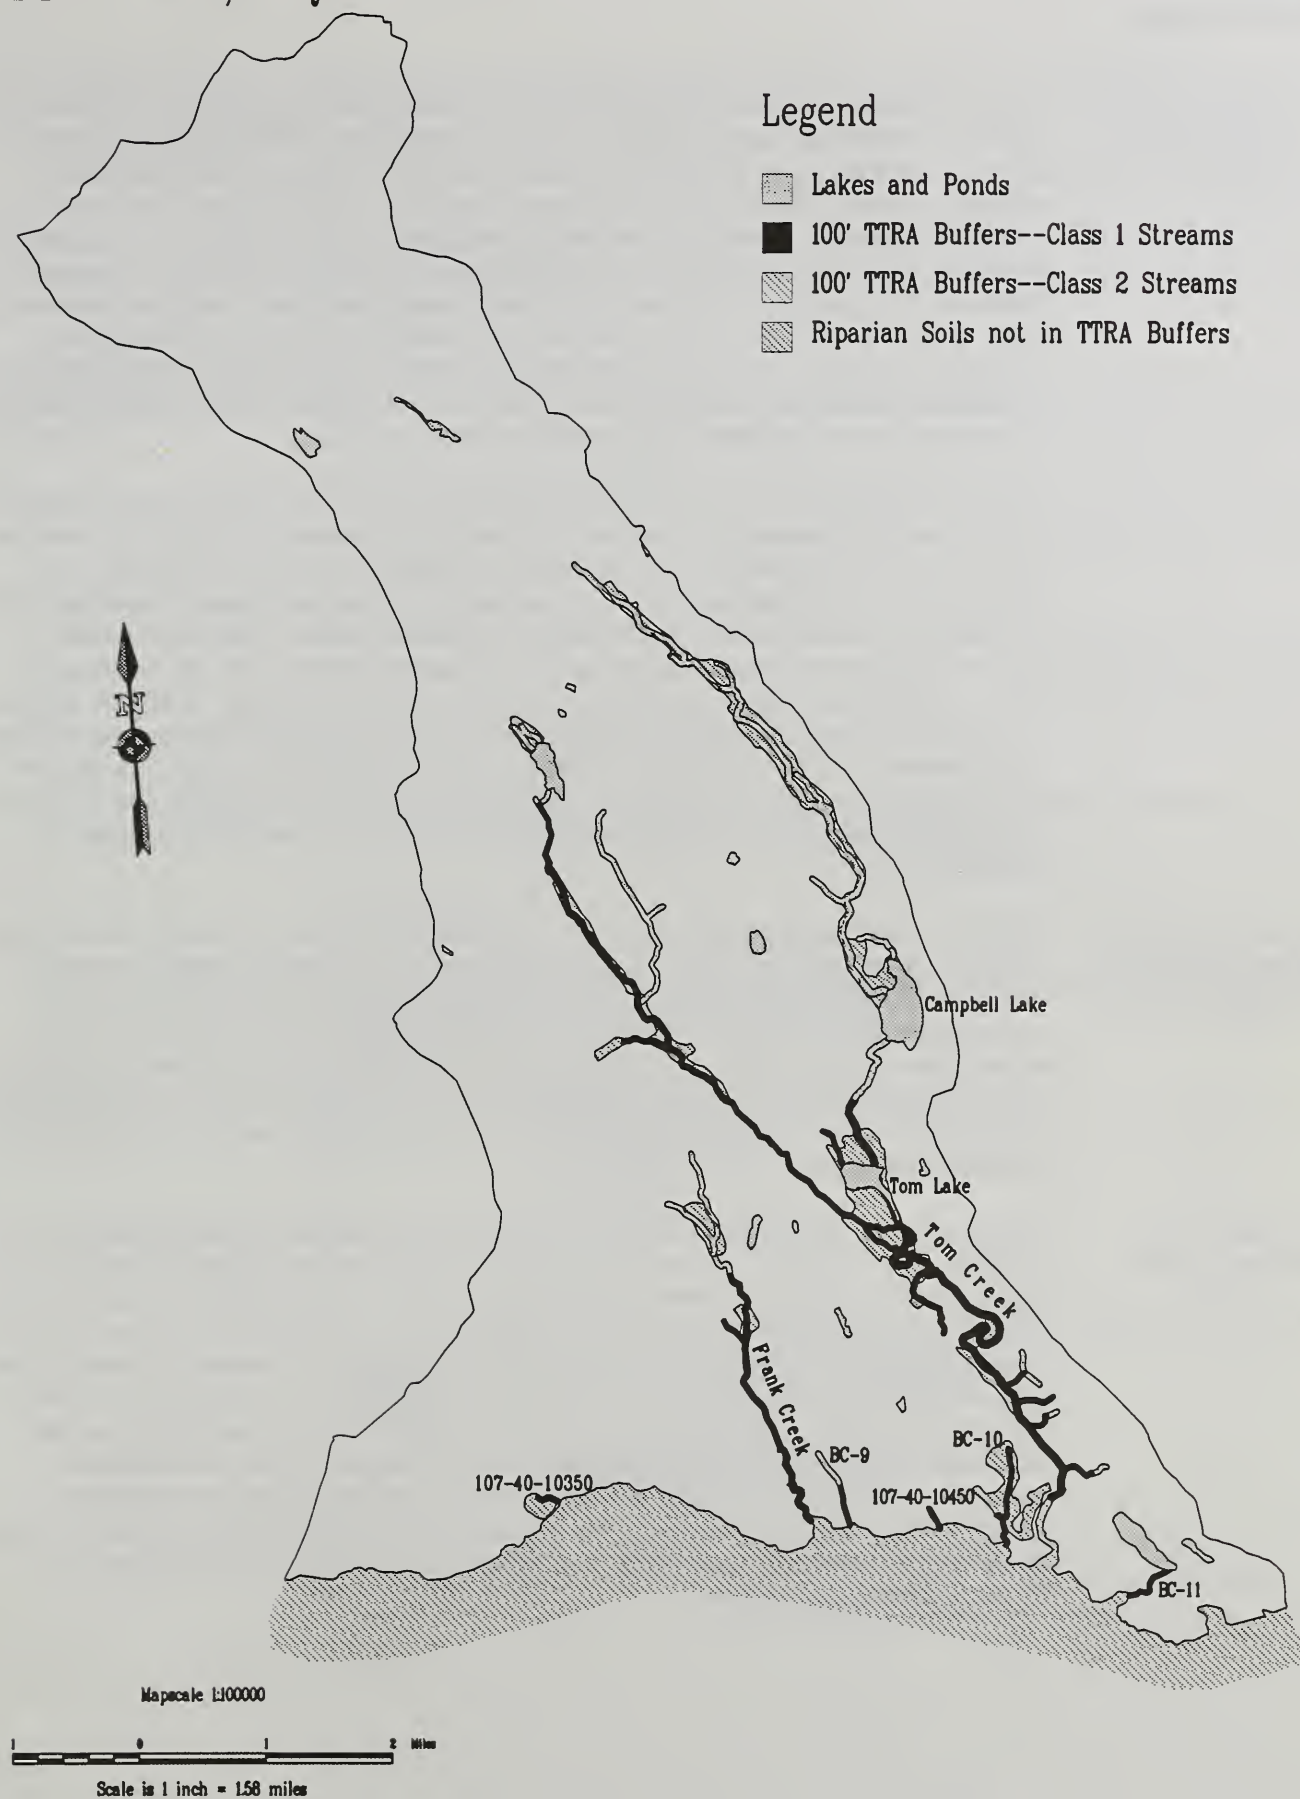 Legend
Lakes and Ponds
100' TTRA Buffers--Class 1 Streams
100' TTRA Buffers--Class 2 Streams
Riparian Soils not in TTRA Buffers
N
Campbell Lake
Tom Lake
Tom Creek
Frank Creek
BC-9
BC-10
107-40-10350
107-40-10450
BC-11
Mapscale 1:100000
1 0 1 2 Miles
Scale is 1 inch = 1.58 miles